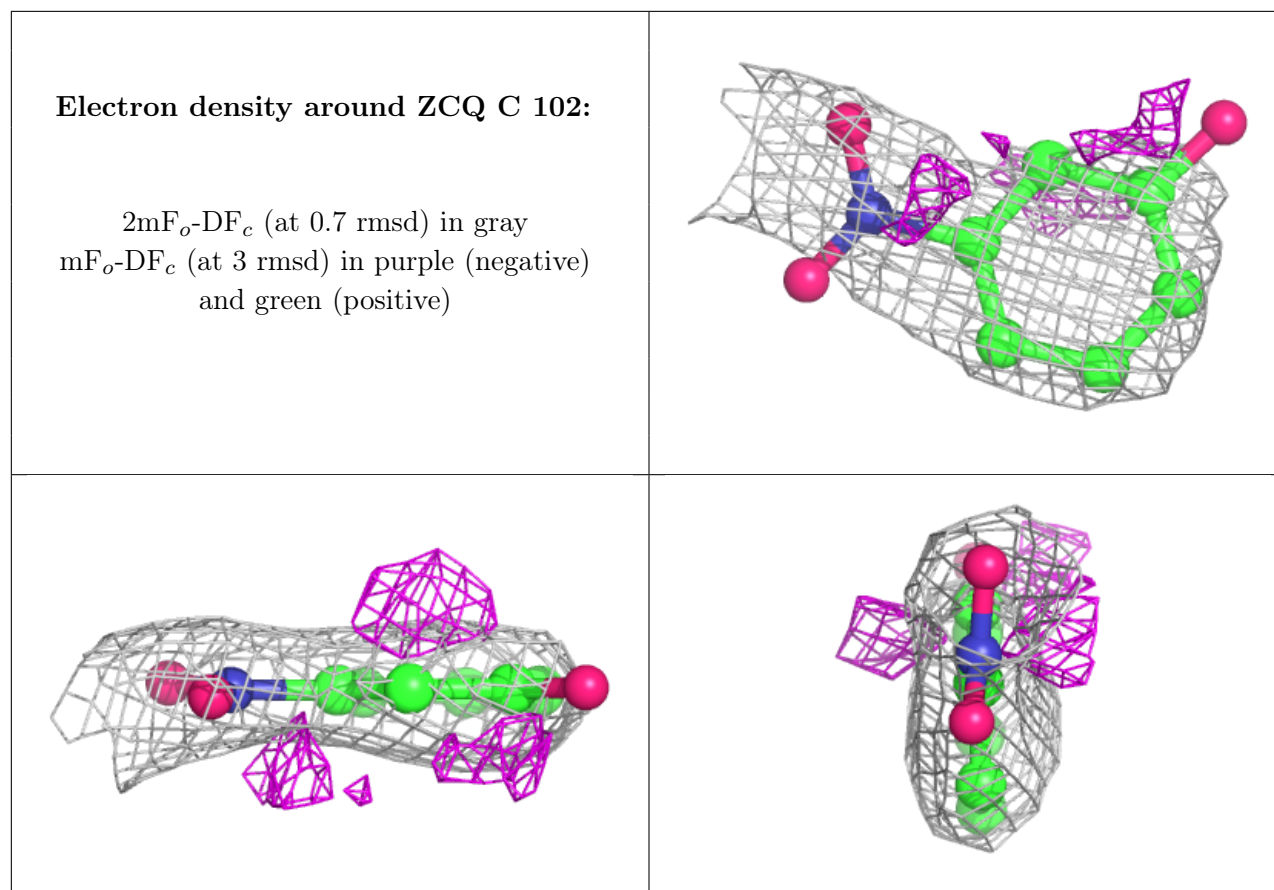 Electron density around ZCQ C 102:
2mFo-DFc (at 0.7 rmsd) in gray
mFo-DFc (at 3 rmsd) in purple (negative)
and green (positive)